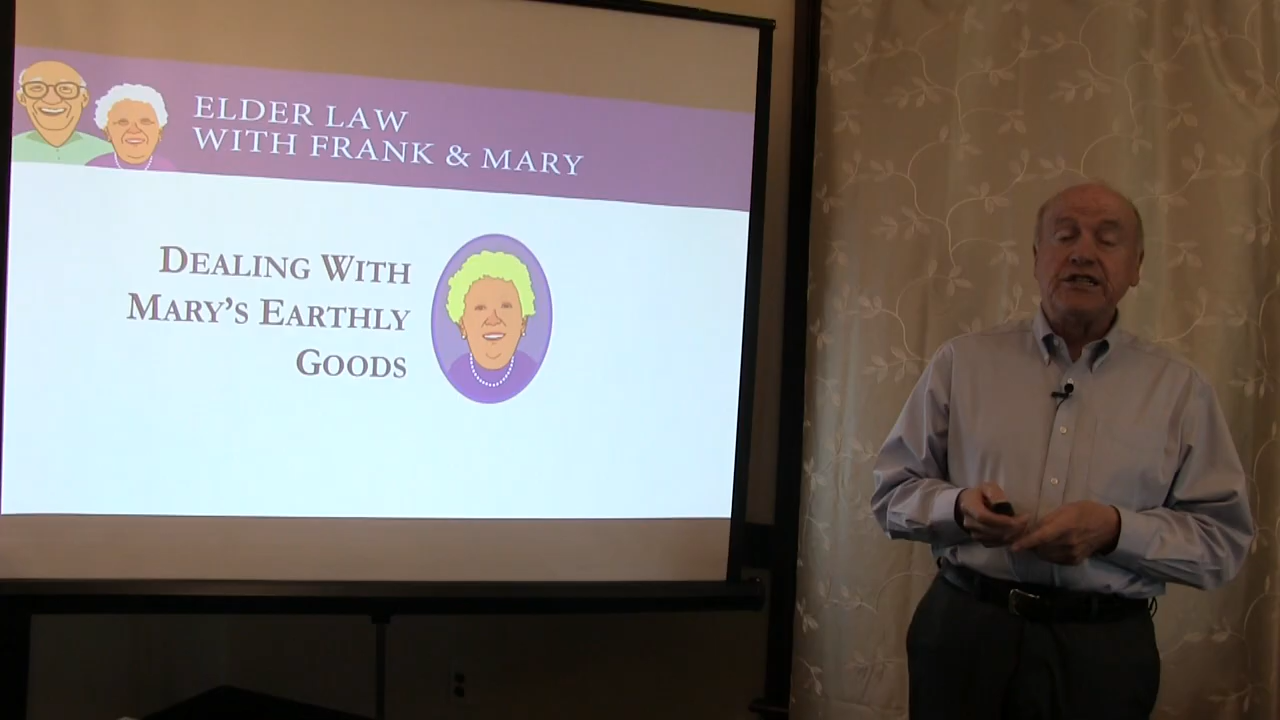 ELDER LAW
WITH FRANK & MARY
DEALING WITH
MARY'S EARTHLY
GOODS